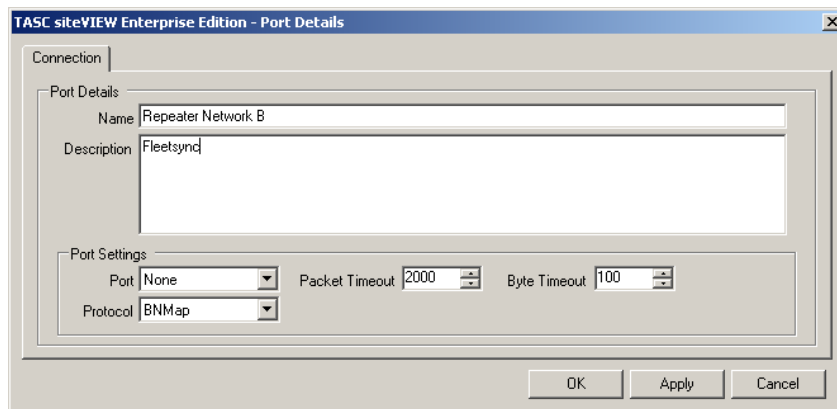 TASC siteVIEW Enterprise Edition - Port Details
Connection
Port Details
Name Repeater Network B
Description Fleetsync
Port Settings
Port None Packet Timeout 2000 Byte Timeout 100
Protocol BNMap
OK Apply Cancel